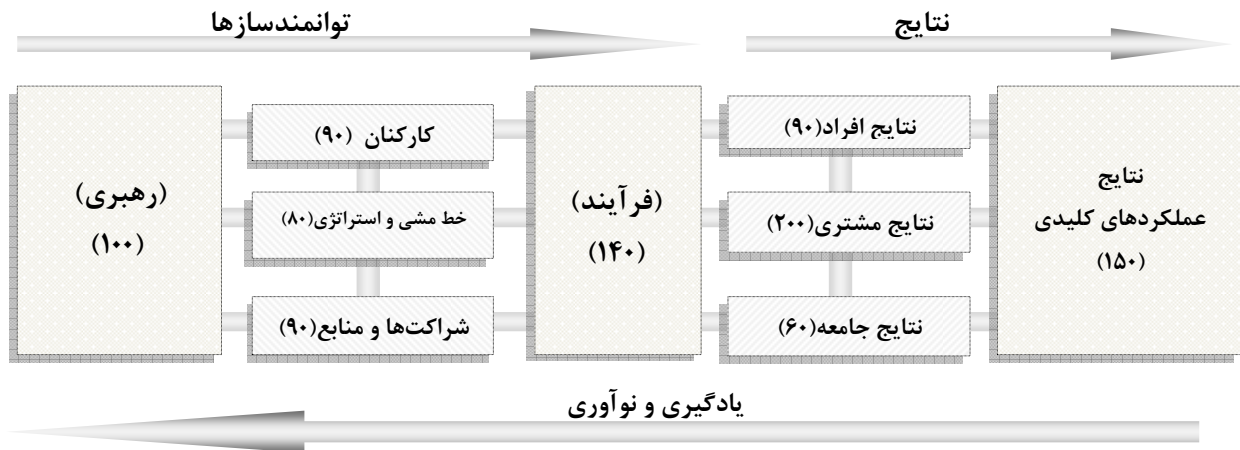 توانمندسازها
نتایج
(رهبری)
(۱۰۰)
کارکنان (۹۰)
خط مشی و استراتژی(۸۰)
شراکت‌ها و منابع(۹۰)
(فرآیند)
(۱۴۰)
نتایج افراد(۹۰)
نتایج مشتری(۲۰۰)
نتایج جامعه(۶۰)
نتایج
عملکردهای کلیدی
(۱۵۰)
یادگیری و نوآوری